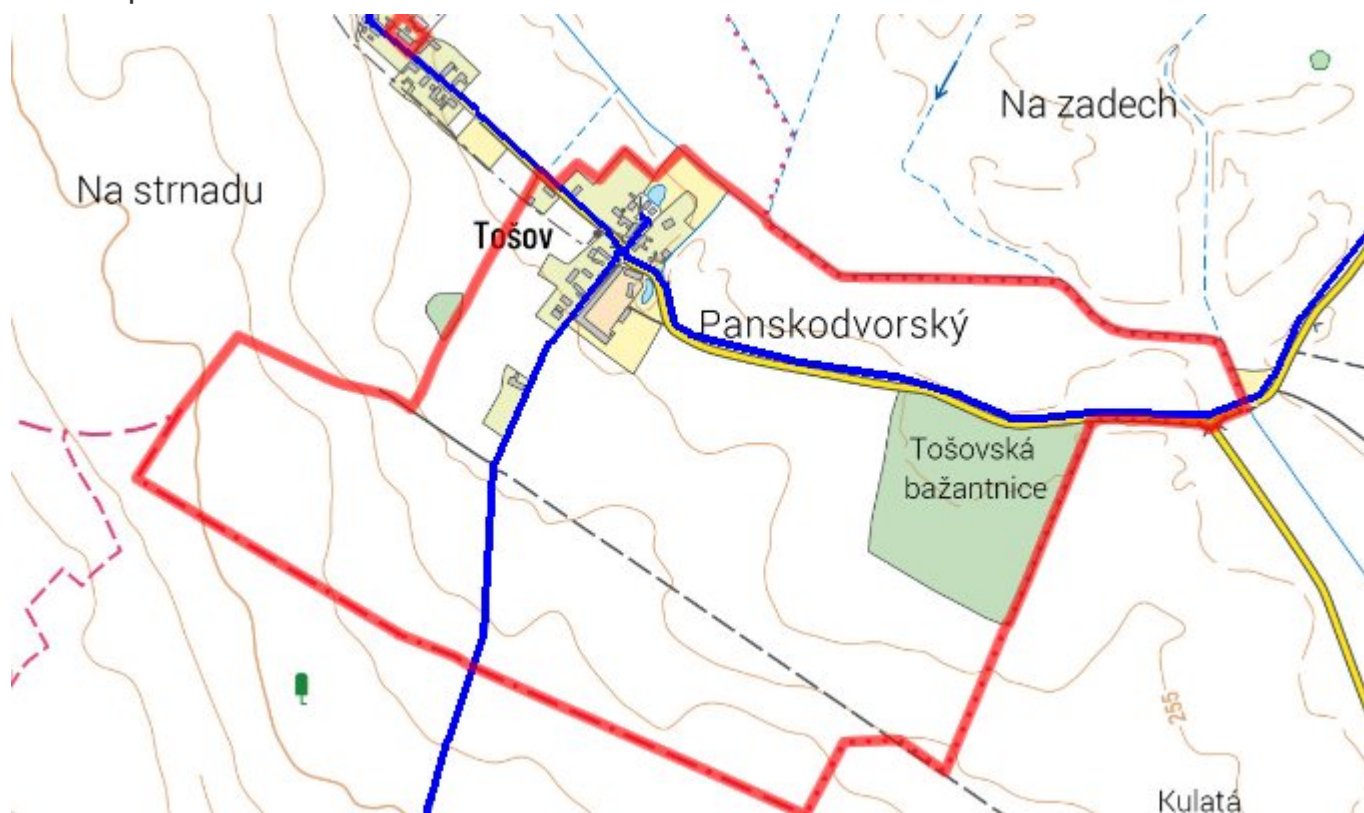 Na zadech
Na strnadu
Tošov
Panskodvorský
Tošovská
bažantnice
255
Kulatá